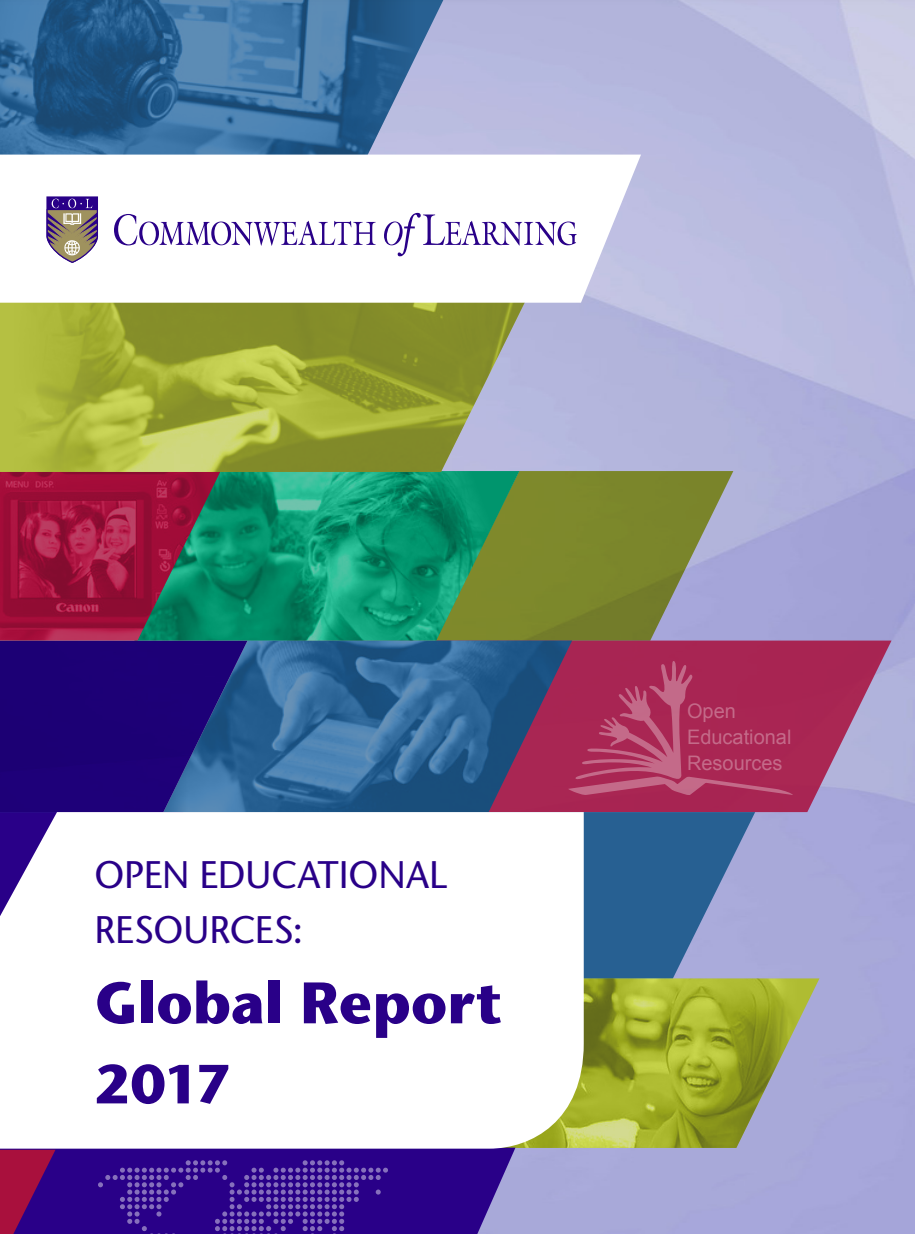 C·O·L
COMMONWEALTH of LEARNING
MENU DISP.
Av
WB
Canon
Open
Educational
Resources
OPEN EDUCATIONAL
RESOURCES:
Global Report
2017